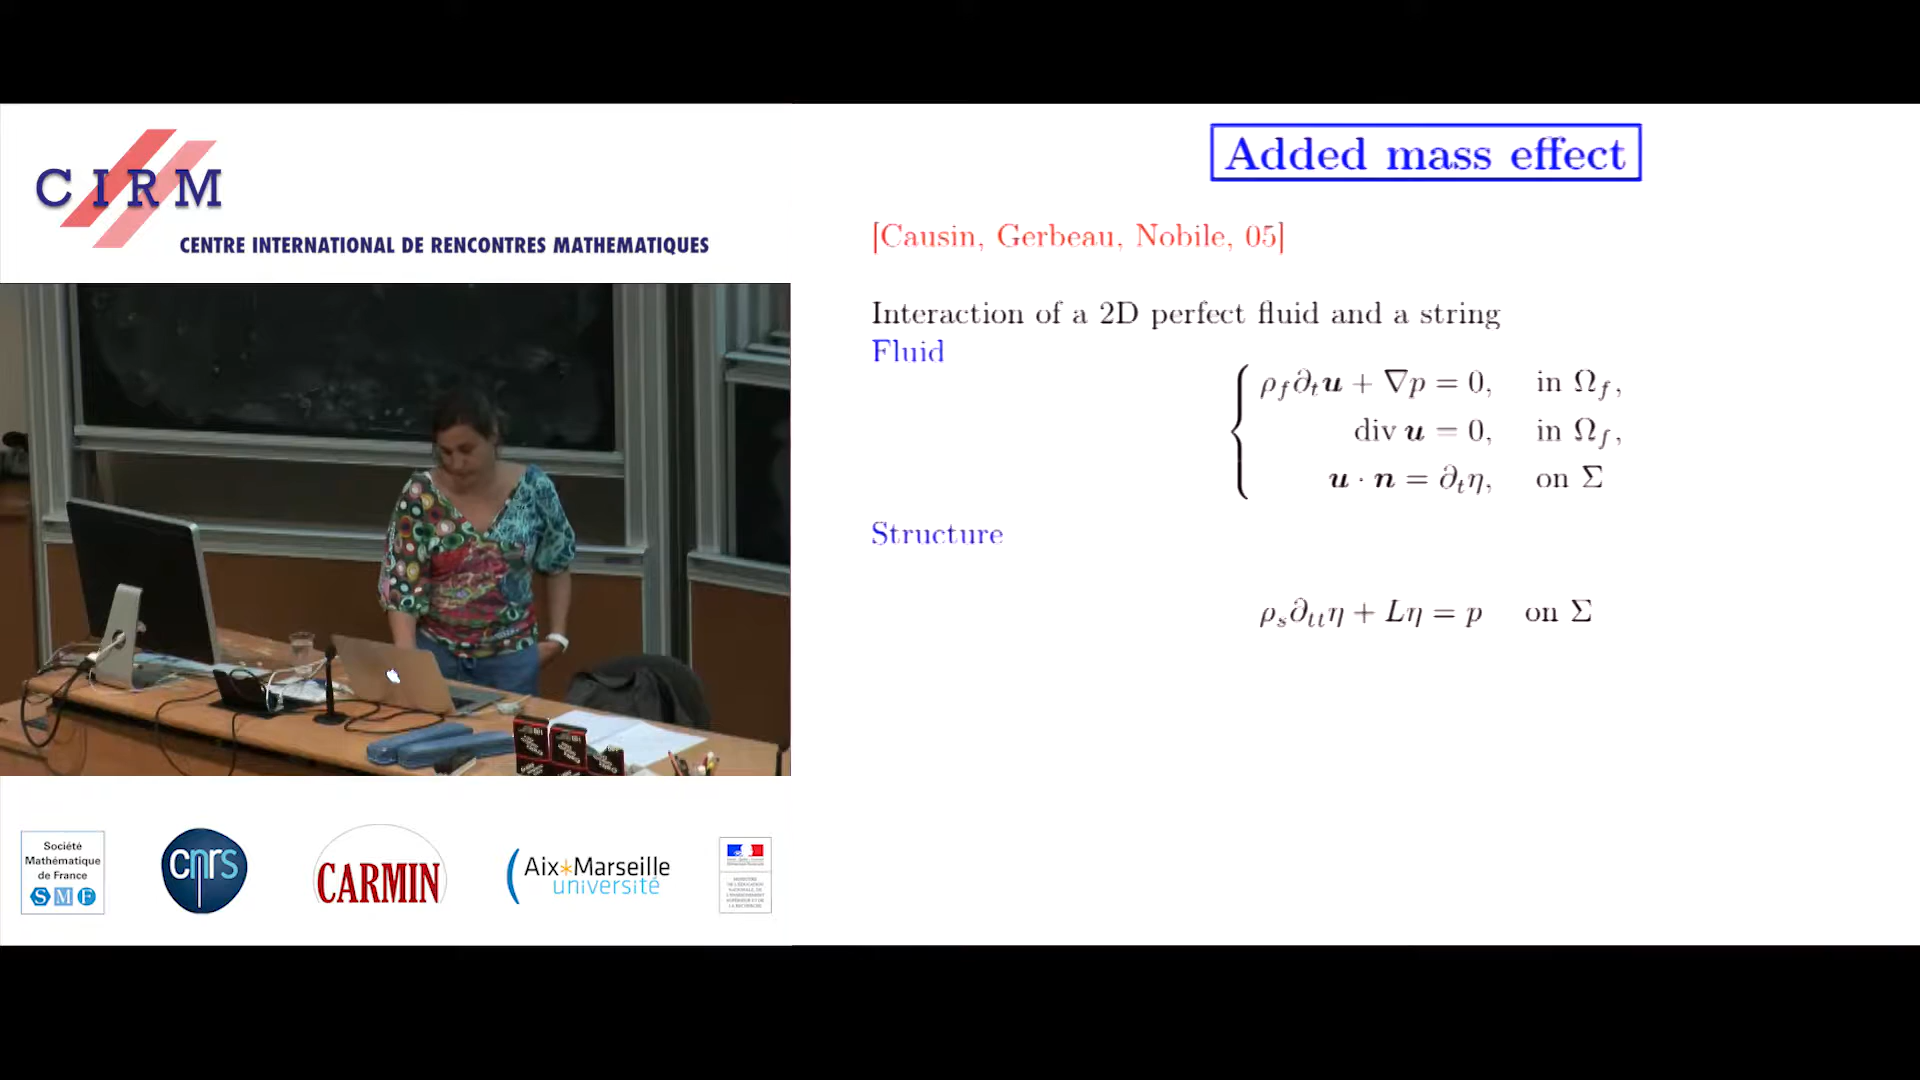 CIRM
CENTRE INTERNATIONAL DE RENCONTRES MATHEMATIQUES
Added mass effect
[Causin, Gerbeau, Nobile, 05]
Interaction of a 2D perfect fluid and a string
Fluid
ρ_f ∂_t u + ∇p = 0, in Ω_f,
div u = 0, in Ω_f,
u · n = ∂_t η, on Σ
Structure
ρ_s ∂_tt η + Lη = p on Σ
Société
Mathématique
de France
SMF
cnrs
CARMIN
Aix*Marseille
université